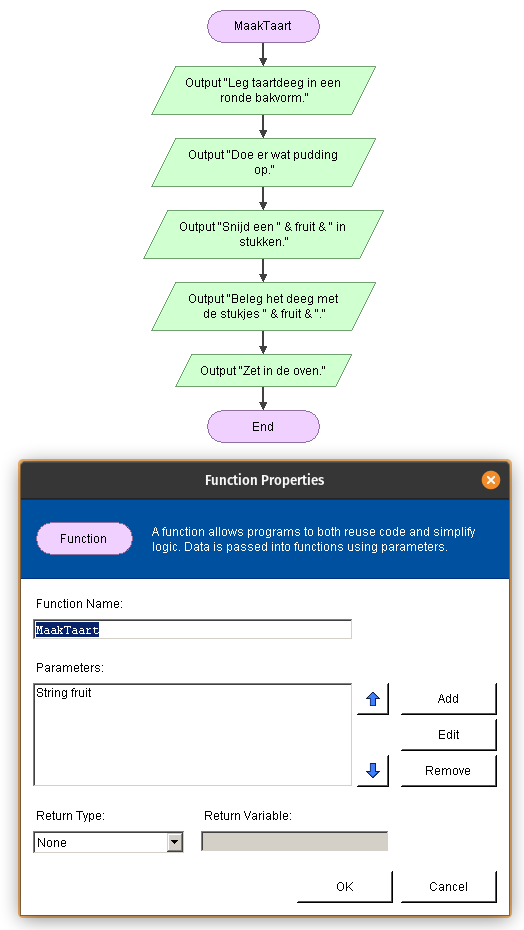 MaakTaart
Output "Leg taartdeeg in een
ronde bakvorm."
Output "Doe er wat pudding
op."
Output "Snijd een " & fruit & " in
stukken."
Output "Beleg het deeg met
de stukjes " & fruit & "."
Output "Zet in de oven."
End
Function Properties
Function
A function allows programs to both reuse code and simplify
logic. Data is passed into functions using parameters.
Function Name:
MaakTaart
Parameters:
String fruit
Add
Edit
Remove
Return Type:
Return Variable:
None
OK
Cancel